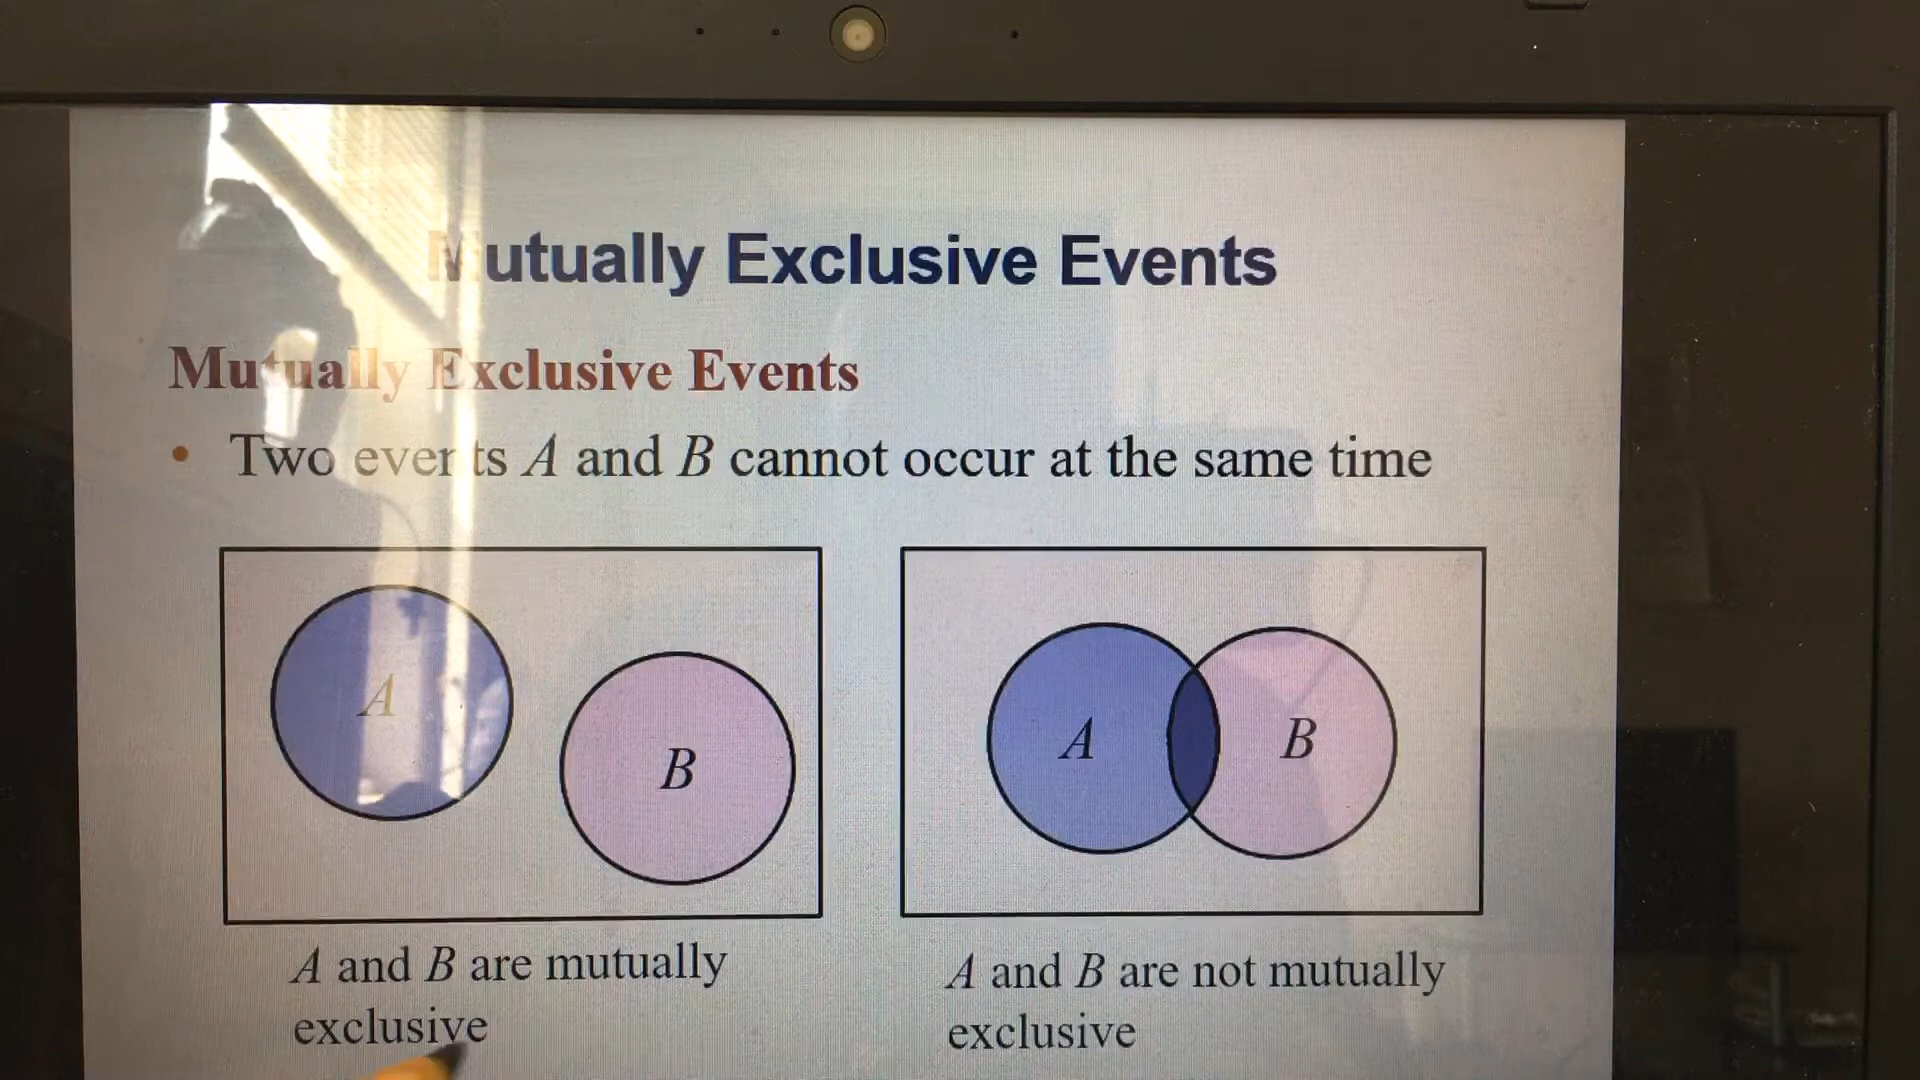 Mutually Exclusive Events
Mutually Exclusive Events
• Two events A and B cannot occur at the same time
A
B
A
B
A and B are mutually
exclusive
A and B are not mutually
exclusive